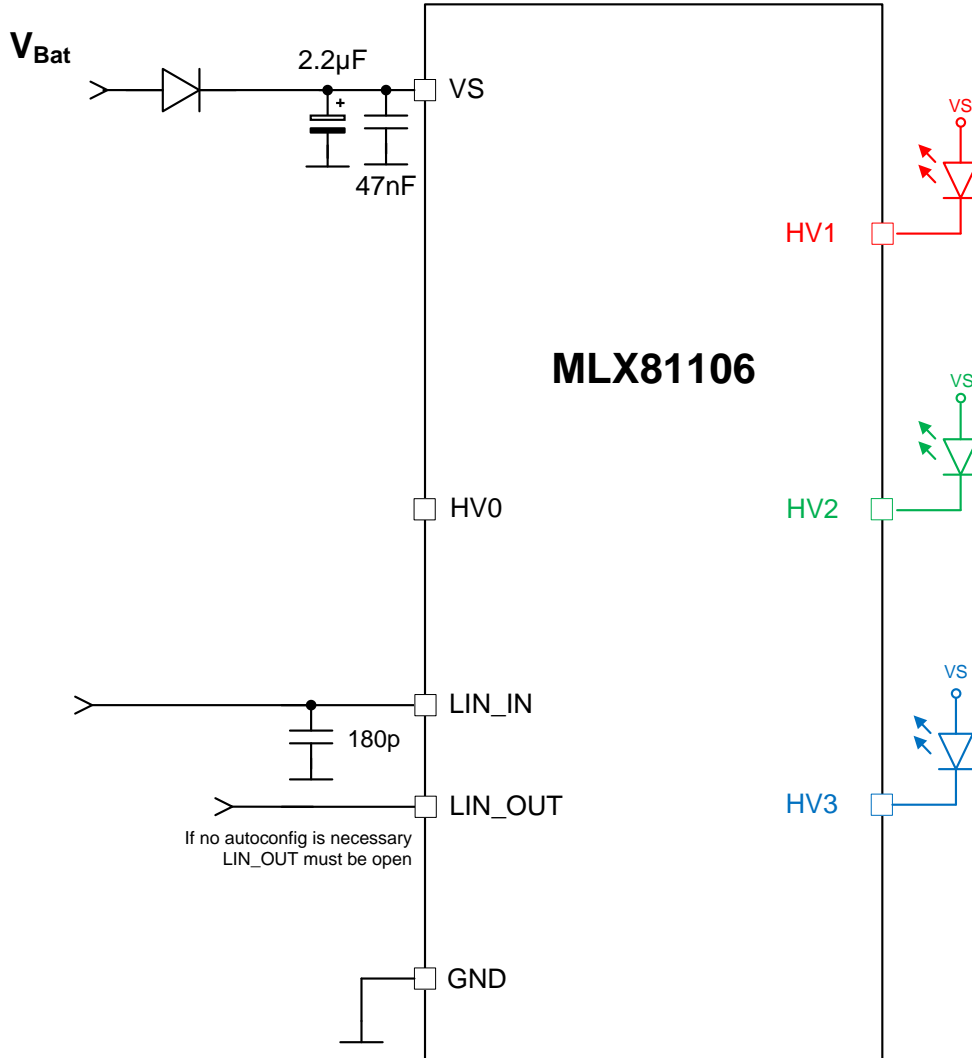 VBat
2.2µF
+
VS
47nF
VS
HV1
MLX81106
VS
HV0
HV2
VS
LIN_IN
180p
LIN_OUT
HV3
If no autoconfig is necessary
LIN_OUT must be open
GND